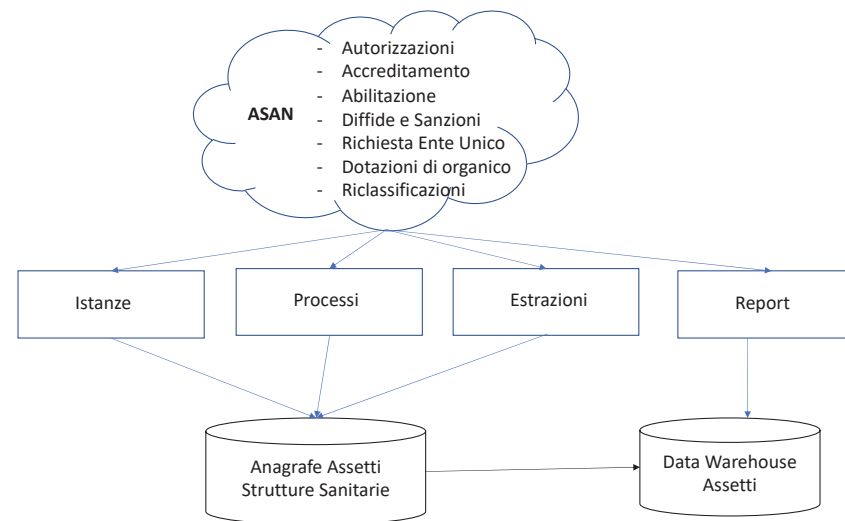 ASAN
- Autorizzazioni
- Accreditamento
- Abilitazione
- Diffide e Sanzioni
- Richiesta Ente Unico
- Dotazioni di organico
- Riclassificazioni
Istanze
Processi
Estrazioni
Report
Anagrafe Assetti
Strutture Sanitarie
Data Warehouse
Assetti